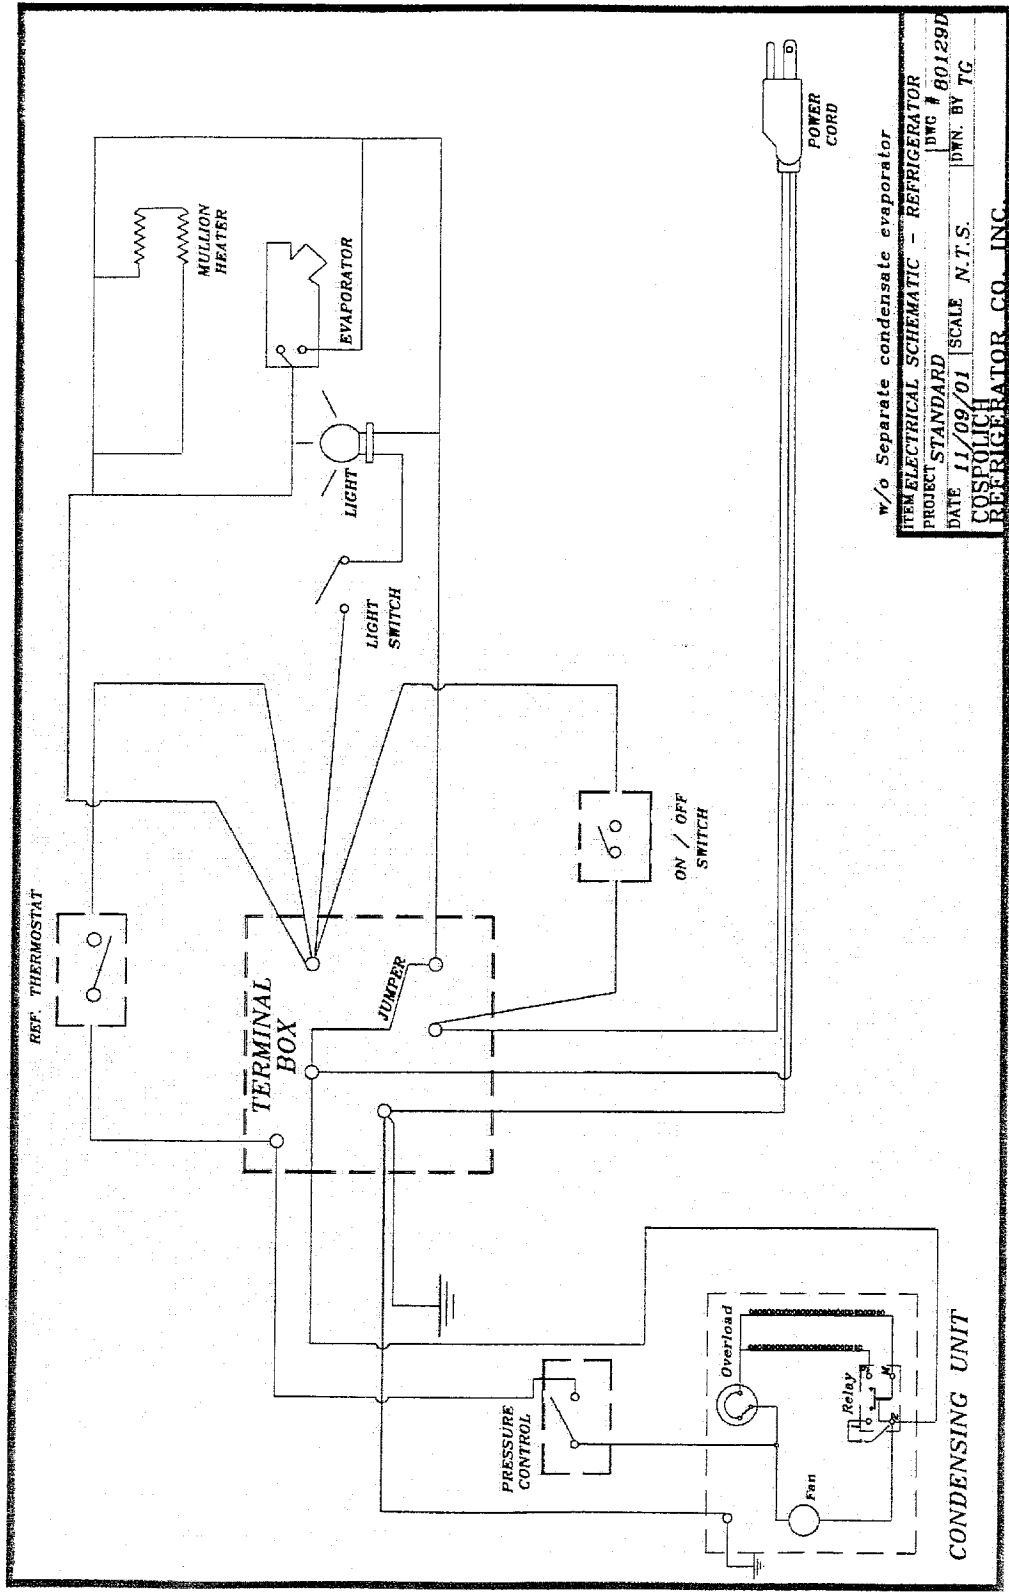 REF. THERMOSTAT
TERMINAL
BOX
JUMPER
MULLION
HEATER
EVAPORATOR
LIGHT
LIGHT
SWITCH
ON / OFF
SWITCH
POWER
CORD
PRESSURE
CONTROL
Overload
Relay
S
M
Fan
CONDENSING UNIT
w/o Separate condensate evaporator
ITEM ELECTRICAL SCHEMATIC - REFRIGERATOR
PROJECT STANDARD DWG # 80129D
DATE 11/09/01 SCALE N.T.S. DWN. BY TG
COSPOLICH
REFRIGERATOR CO. INC.